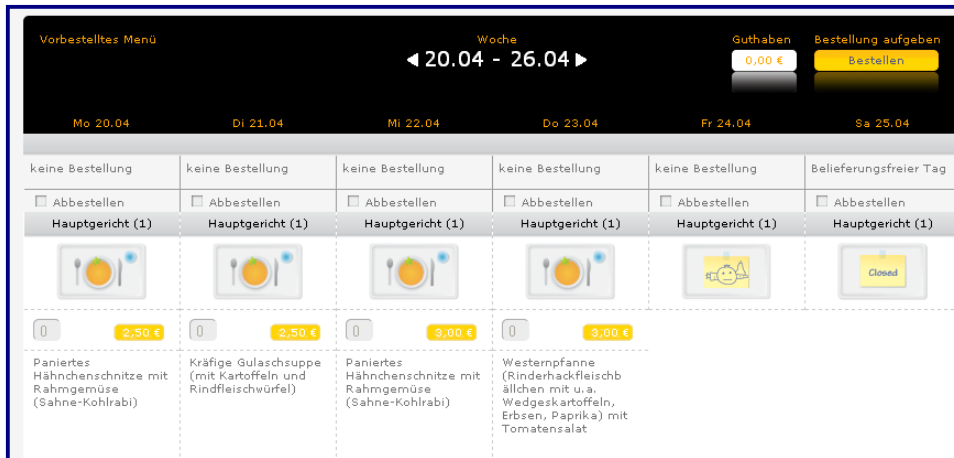 Vorbestelltes Menü
Woche
Guthaben
Bestellung aufgeben
20.04 - 26.04
0,00 €
Bestellen
Mo 20.04
Di 21.04
Mi 22.04
Do 23.04
Fr 24.04
Sa 25.04
keine Bestellung
keine Bestellung
keine Bestellung
keine Bestellung
keine Bestellung
Belieferungsfreier Tag
Abbestellen
Abbestellen
Abbestellen
Abbestellen
Abbestellen
Abbestellen
Hauptgericht (1)
Hauptgericht (1)
Hauptgericht (1)
Hauptgericht (1)
Hauptgericht (1)
Hauptgericht (1)
Closed
0
2,50 €
0
2,50 €
0
3,00 €
0
3,00 €
Paniertes
Hähnchenschnitze mit
Rahmgemüse
(Sahne-Kohlrabi)
Kräfige Gulaschsuppe
(mit Kartoffeln und
Rindfleischwürfel)
Paniertes
Hähnchenschnitze mit
Rahmgemüse
(Sahne-Kohlrabi)
Westernpfanne
(Rinderhackfleischb
ällchen mit u.a.
Wedgeskartoffeln,
Erbsen, Paprika) mit
Tomatensalat